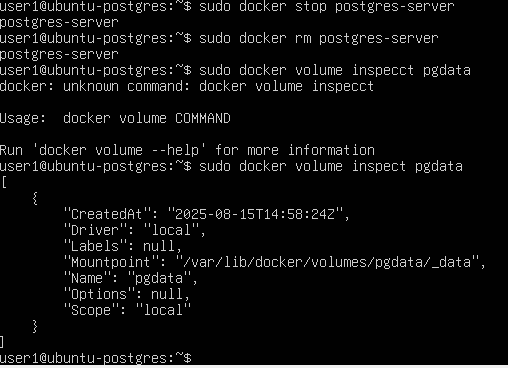 user1@ubuntu-postgres:~$ sudo docker stop postgres-server
postgres-server
user1@ubuntu-postgres:~$ sudo docker rm postgres-server
postgres-server
user1@ubuntu-postgres:~$ sudo docker volume inspecct pgdata
docker: unknown command: docker volume inspecct

Usage:  docker volume COMMAND

Run 'docker volume --help' for more information
user1@ubuntu-postgres:~$ sudo docker volume inspect pgdata
[
    {
        "CreatedAt": "2025-08-15T14:58:24Z",
        "Driver": "local",
        "Labels": null,
        "Mountpoint": "/var/lib/docker/volumes/pgdata/_data",
        "Name": "pgdata",
        "Options": null,
        "Scope": "local"
    }
]
user1@ubuntu-postgres:~$